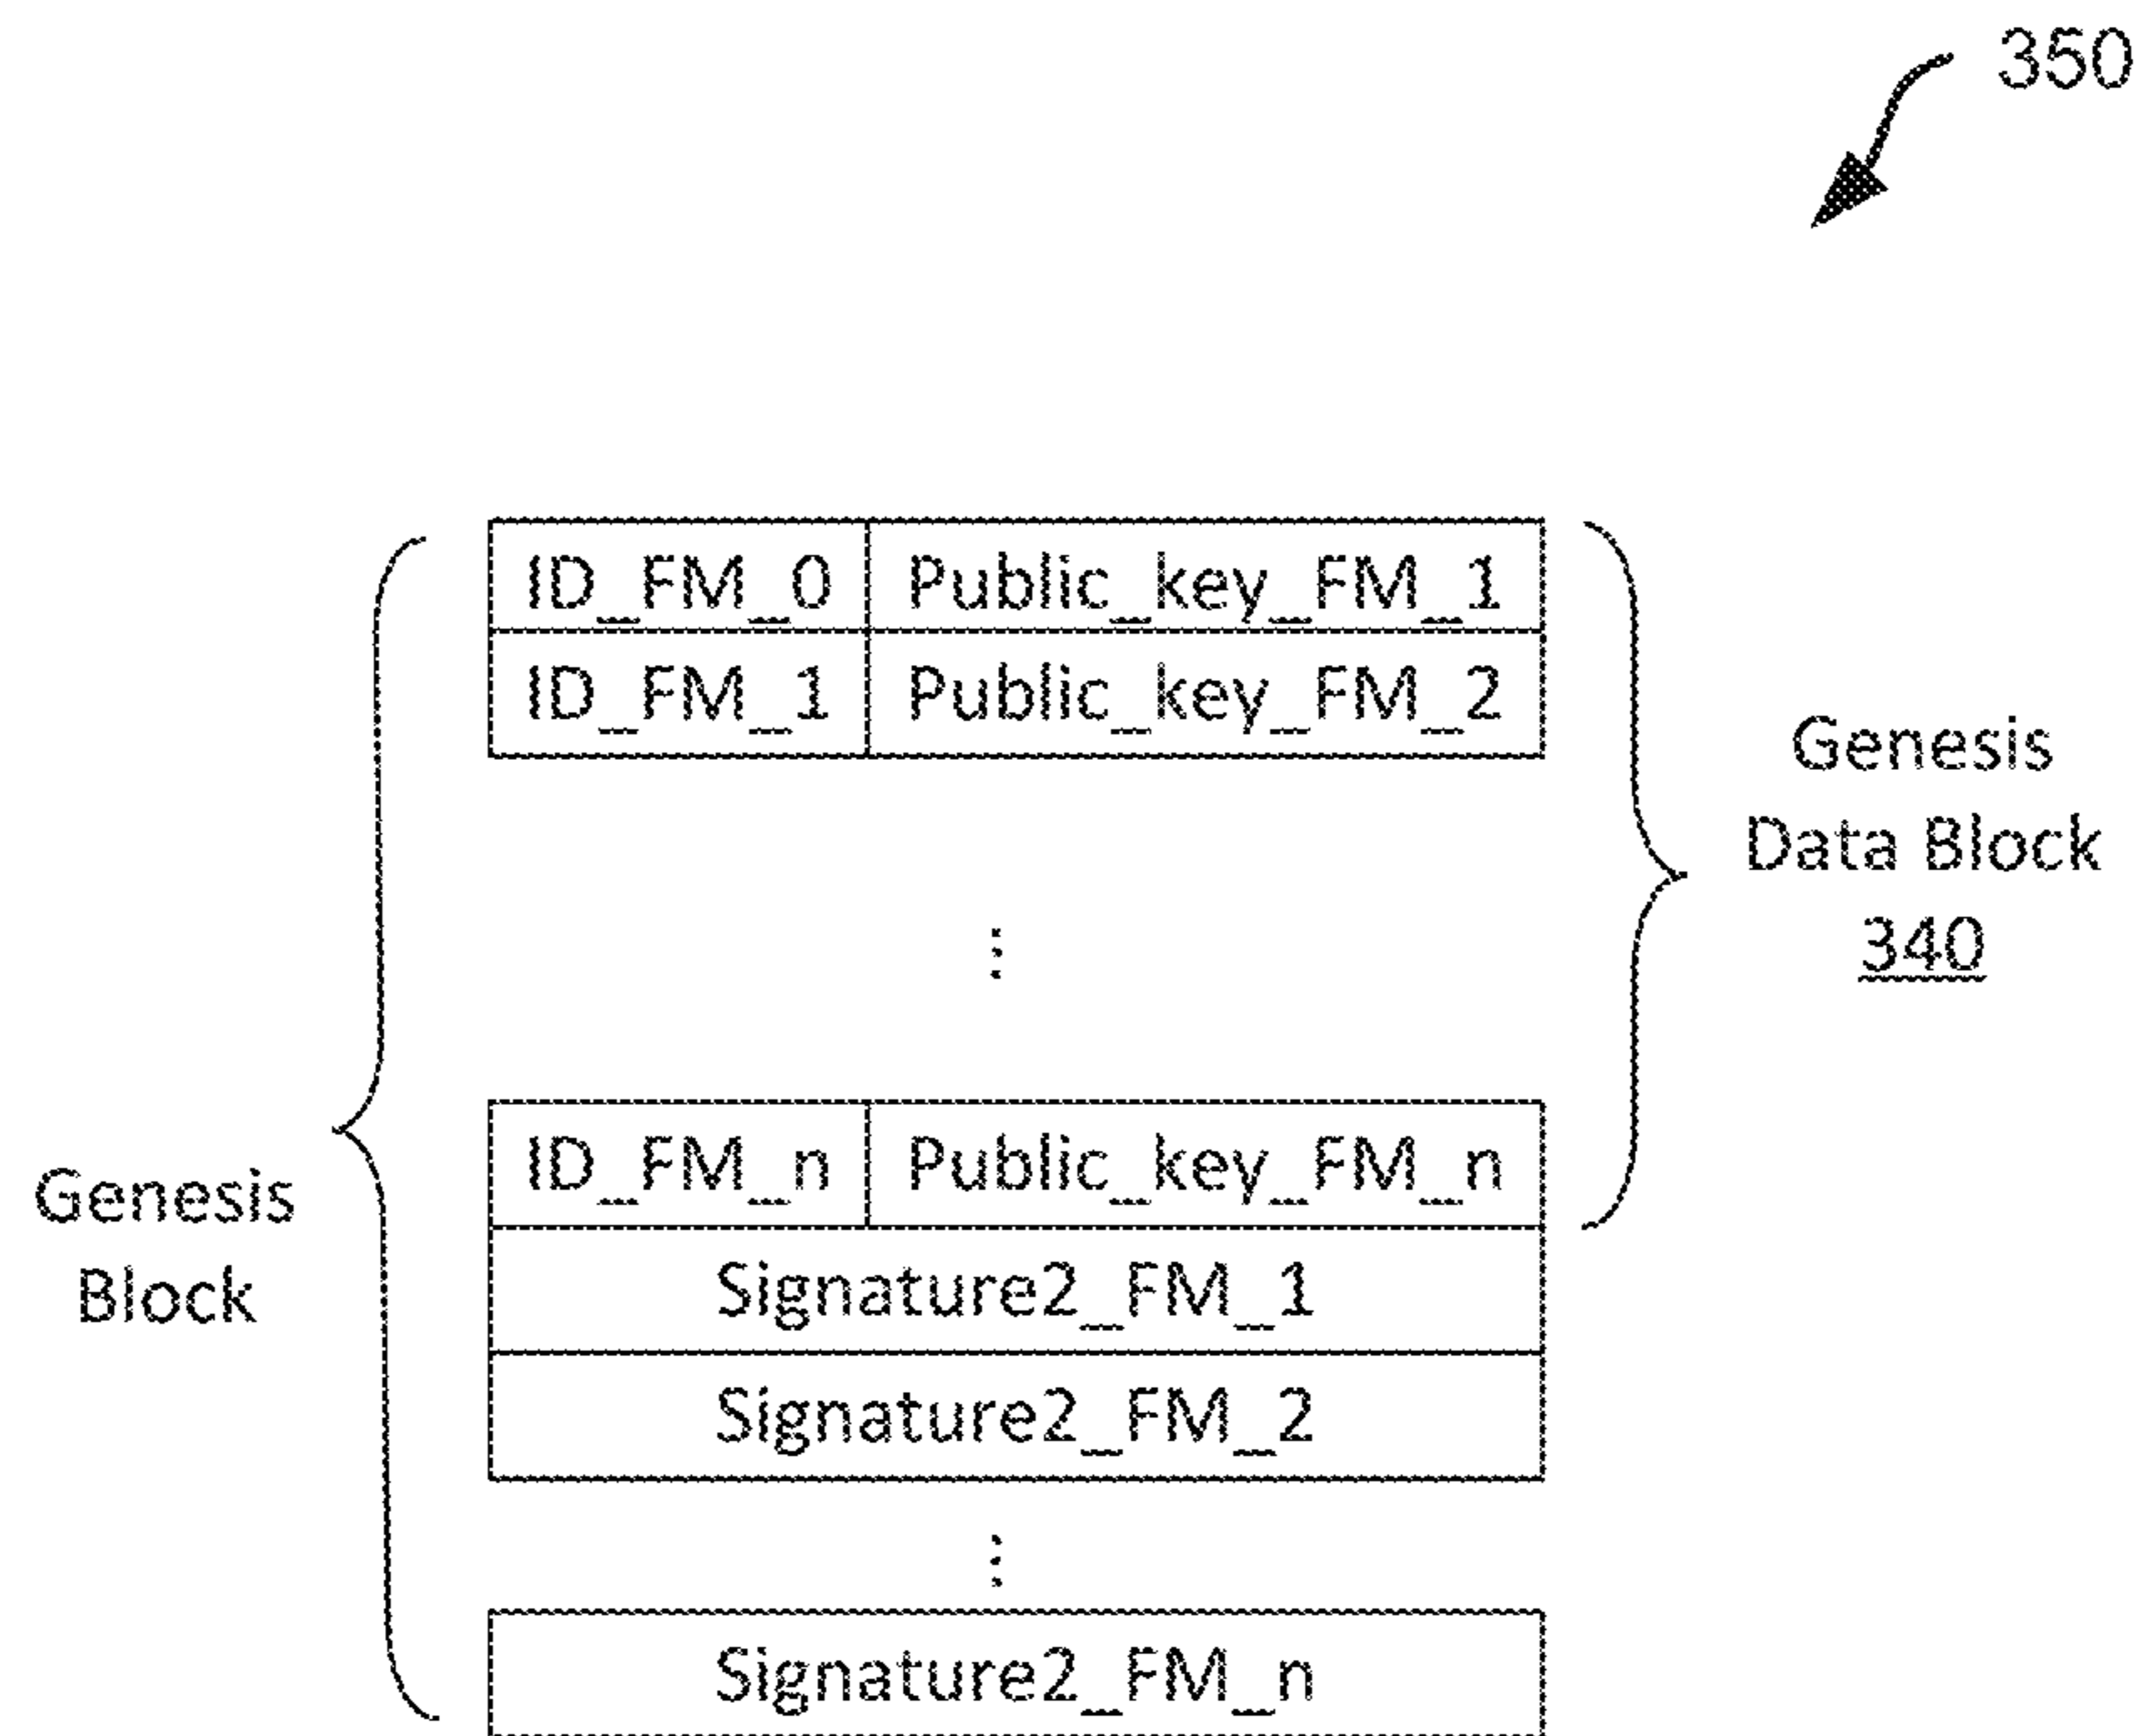 350
ID_FM_0 Public_key_FM_1
ID_FM_1 Public_key_FM_2
Genesis
Data Block
340
⋮
ID_FM_n Public_key_FM_n
Genesis
Block
Signature2_FM_1
Signature2_FM_2
⋮
Signature2_FM_n